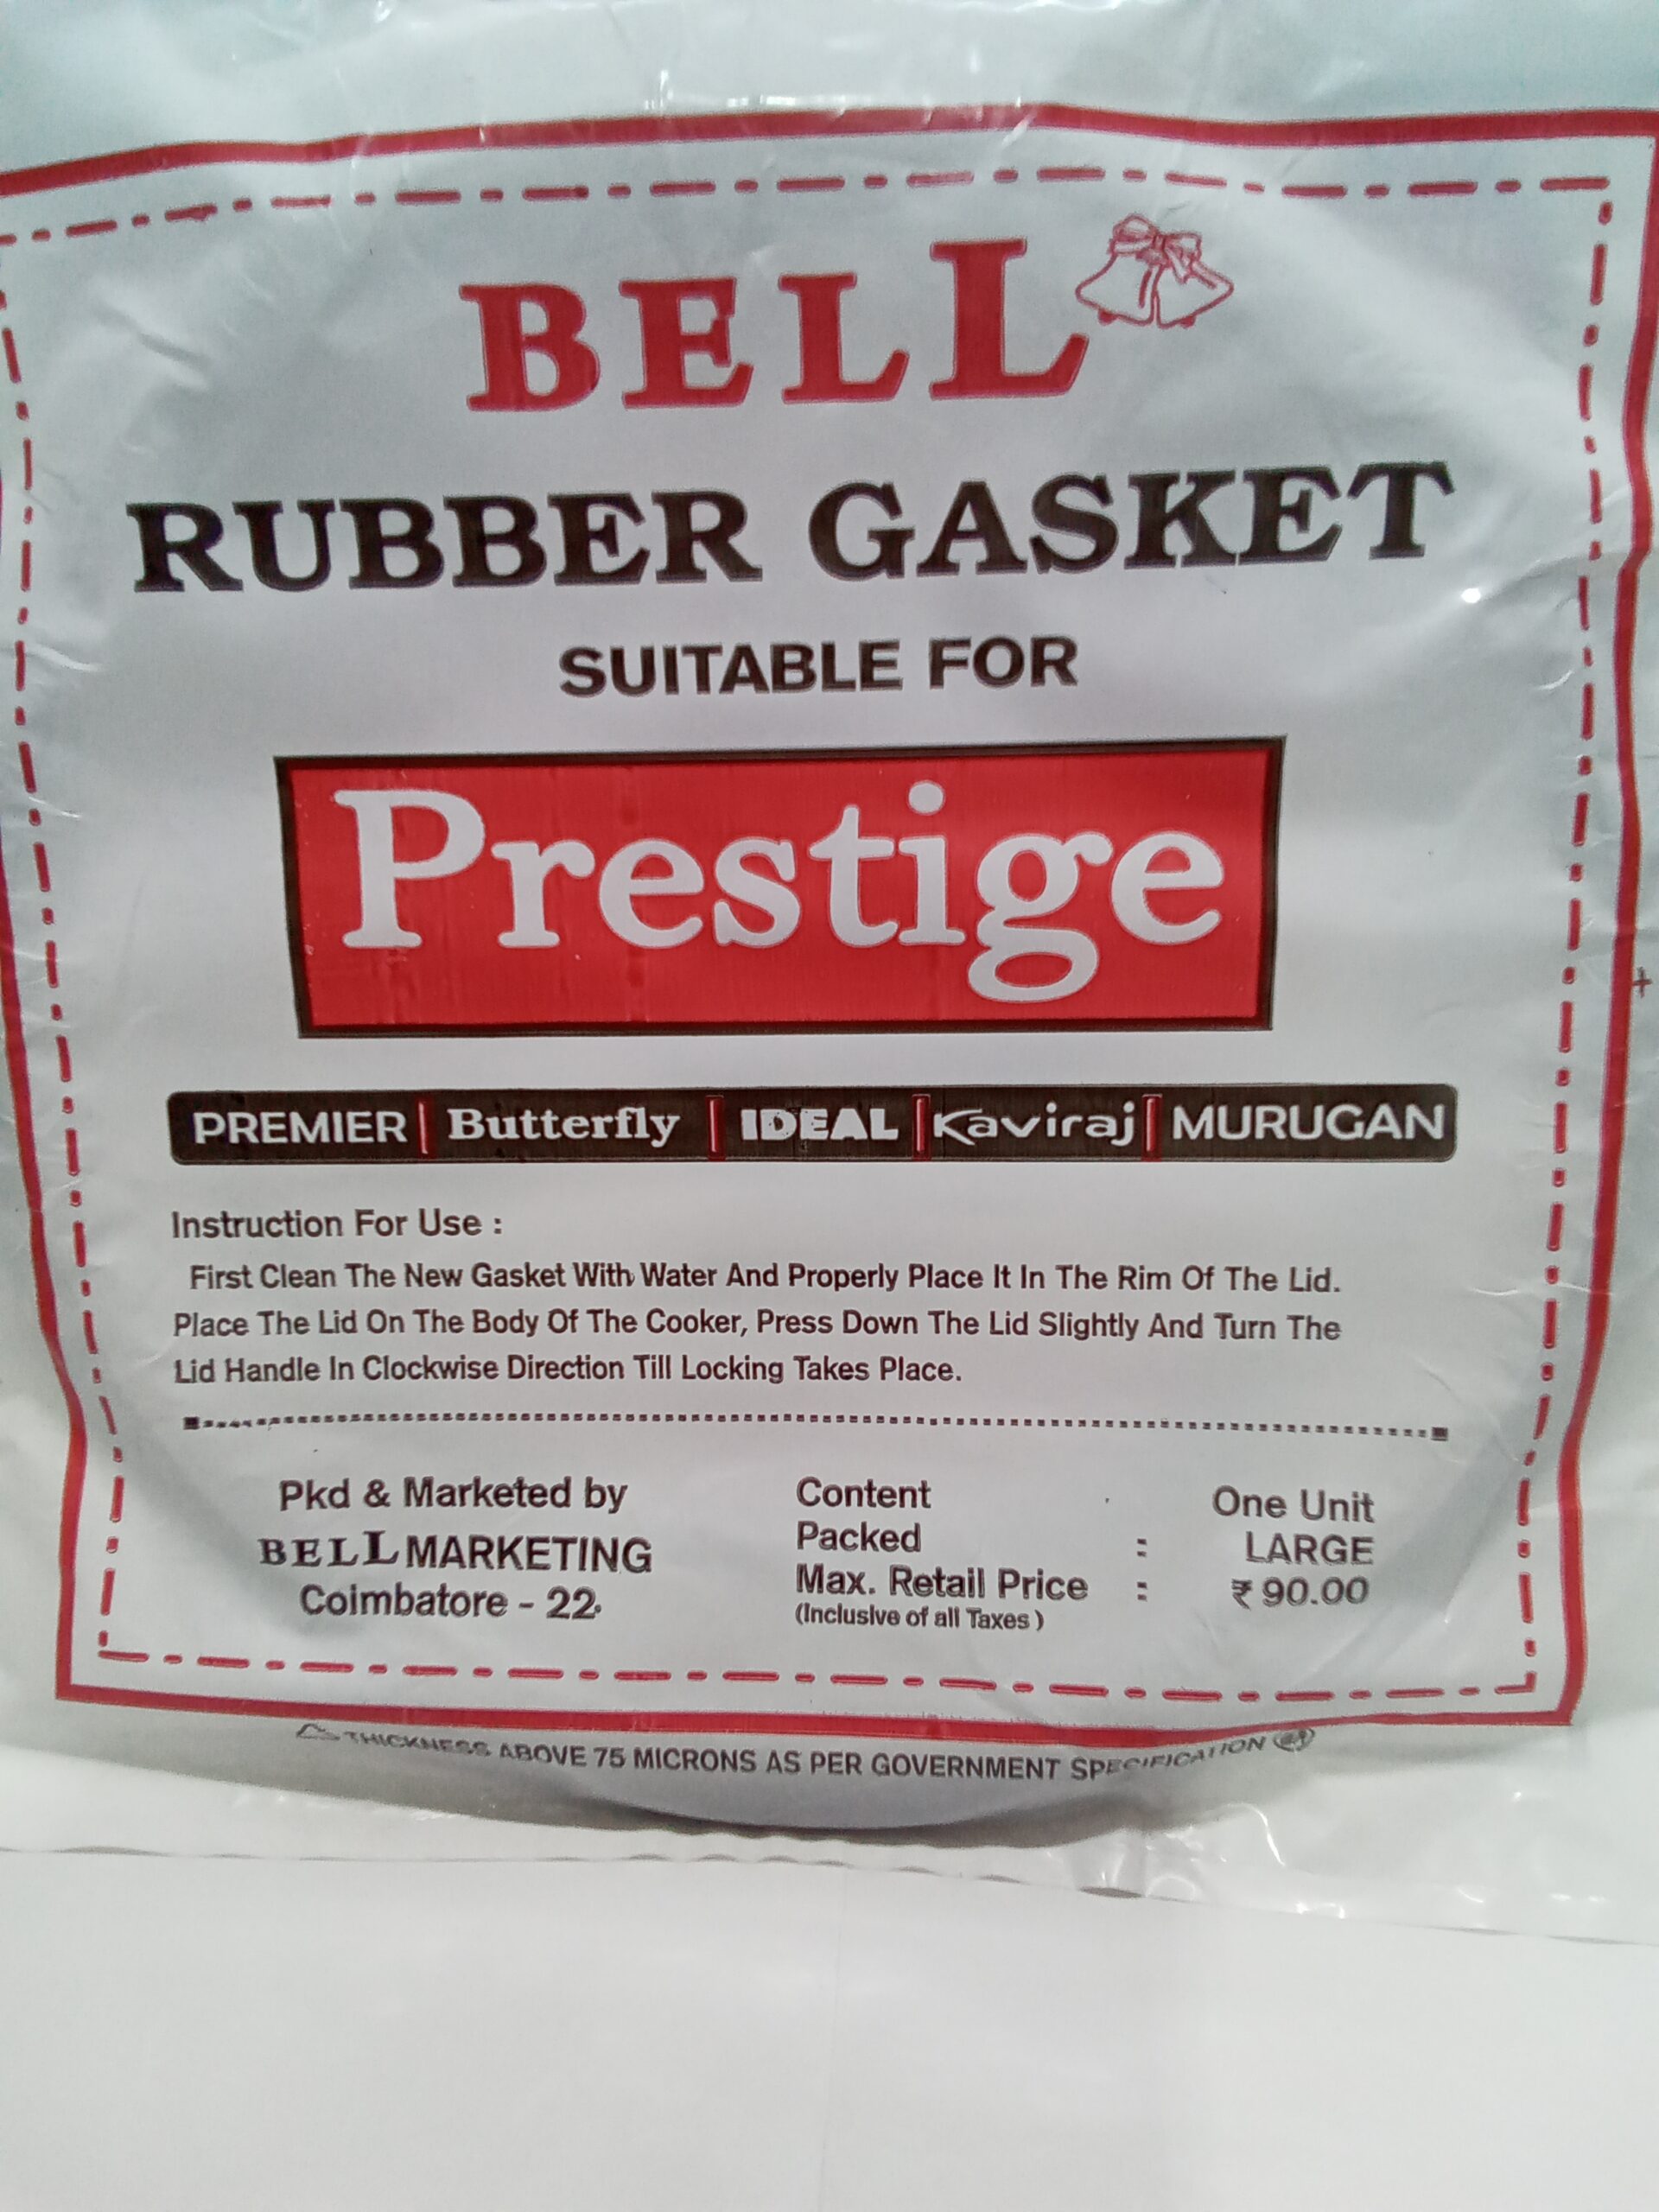 BELL
RUBBER GASKET
SUITABLE FOR
Prestige
PREMIER | Butterfly | IDEAL | Kaviraj | MURUGAN
Instruction For Use :
First Clean The New Gasket With Water And Properly Place It In The Rim Of The Lid.
Place The Lid On The Body Of The Cooker, Press Down The Lid Slightly And Turn The
Lid Handle In Clockwise Direction Till Locking Takes Place.
Pkd & Marketed by
BELL MARKETING
Coimbatore - 22.
Content One Unit
Packed : LARGE
Max. Retail Price : ₹ 90.00
(Inclusive of all Taxes )
THICKNESS ABOVE 75 MICRONS AS PER GOVERNMENT SPECIFICATION